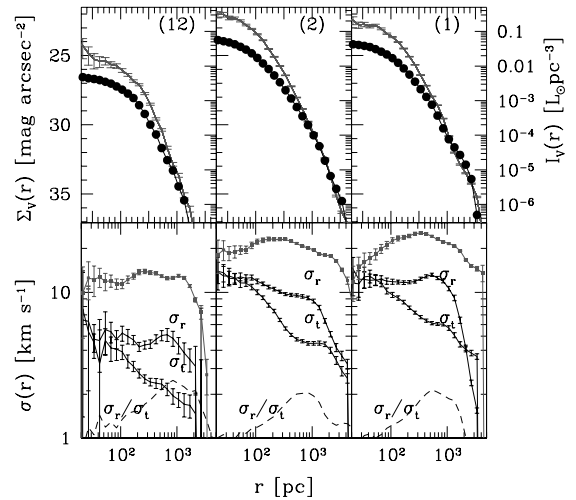 (12) (2) (1)
25
30
35
Σ_V(r) [mag arcsec⁻²]
0.1
0.01
10⁻³
10⁻⁴
10⁻⁵
10⁻⁶
I_V(r) [L_⊙pc⁻³]
10
1
σ(r) [km s⁻¹]
σ_r
σ_t
σ_r/σ_t
σ_r
σ_t
σ_r/σ_t
σ_r
σ_t
σ_r/σ_t
10² 10³ 10² 10³ 10² 10³
r [pc]